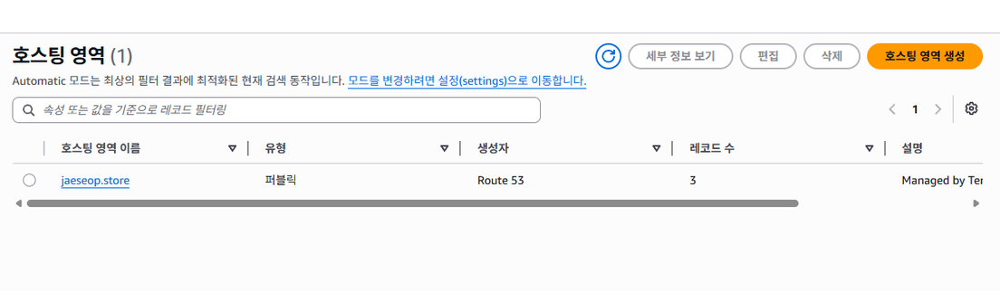 호스팅 영역 (1)
세부 정보 보기
편집
삭제
호스팅 영역 생성
Automatic 모드는 최상의 필터 결과에 최적화된 현재 검색 동작입니다. 모드를 변경하려면 설정(settings)으로 이동합니다.
속성 또는 값을 기준으로 레코드 필터링
1
호스팅 영역 이름 유형 생성자 레코드 수 설명
jaeseop.store 퍼블릭 Route 53 3 Managed by Ter